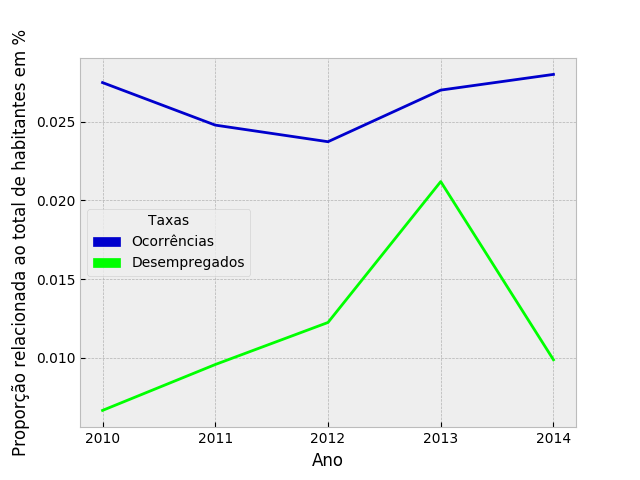 Proporção relacionada ao total de habitantes em %
0.025
0.020
0.015
0.010
Taxas
Ocorrências
Desempregados
2010 2011 2012 2013 2014
Ano